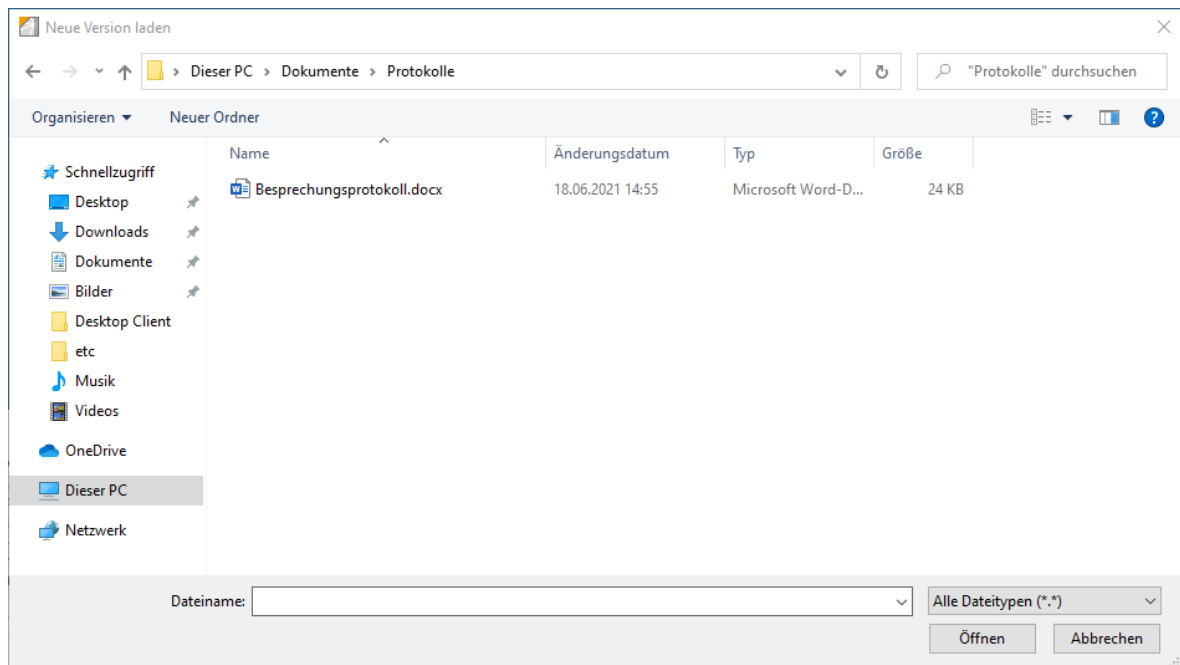 Neue Version laden
Dieser PC > Dokumente > Protokolle
"Protokolle" durchsuchen
Organisieren Neuer Ordner
Name Änderungsdatum Typ Größe
Besprechungsprotokoll.docx 18.06.2021 14:55 Microsoft Word-D... 24 KB
Schnellzugriff
Desktop
Downloads
Dokumente
Bilder
Desktop Client
etc
Musik
Videos
OneDrive
Dieser PC
Netzwerk
Dateiname: Alle Dateitypen (*.*)
Öffnen Abbrechen